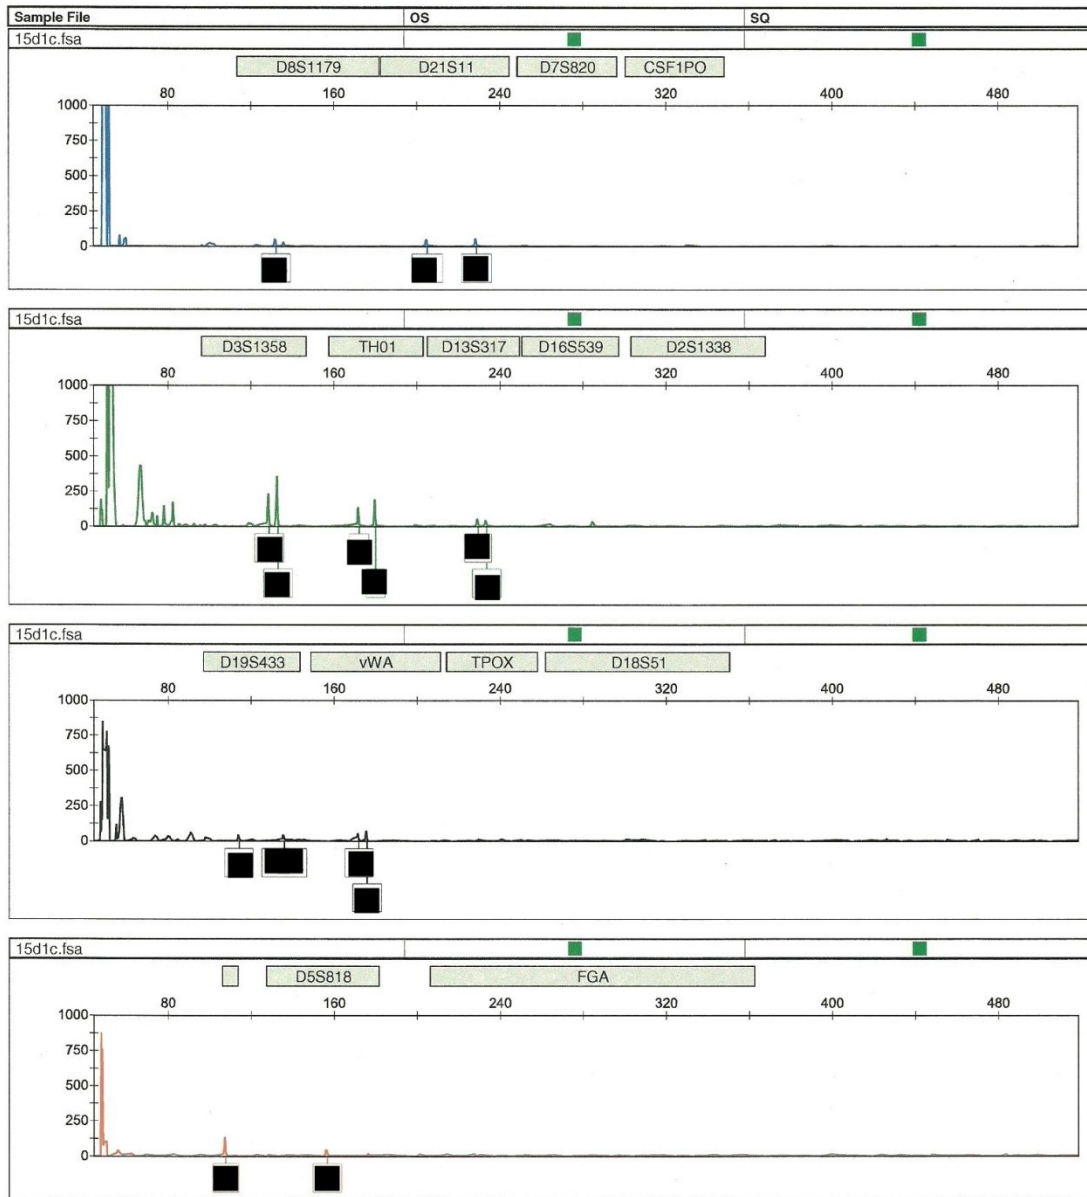 Sample File OS SQ
15d1c.fsa
D8S1179 D21S11 D7S820 CSF1PO
80 160 240 320 400 480
1000
750
500
250
0
15d1c.fsa
D3S1358 TH01 D13S317 D16S539 D2S1338
80 160 240 320 400 480
1000
750
500
250
0
15d1c.fsa
D19S433 vWA TPOX D18S51
80 160 240 320 400 480
1000
750
500
250
0
15d1c.fsa
D5S818 FGA
80 160 240 320 400 480
1000
750
500
250
0